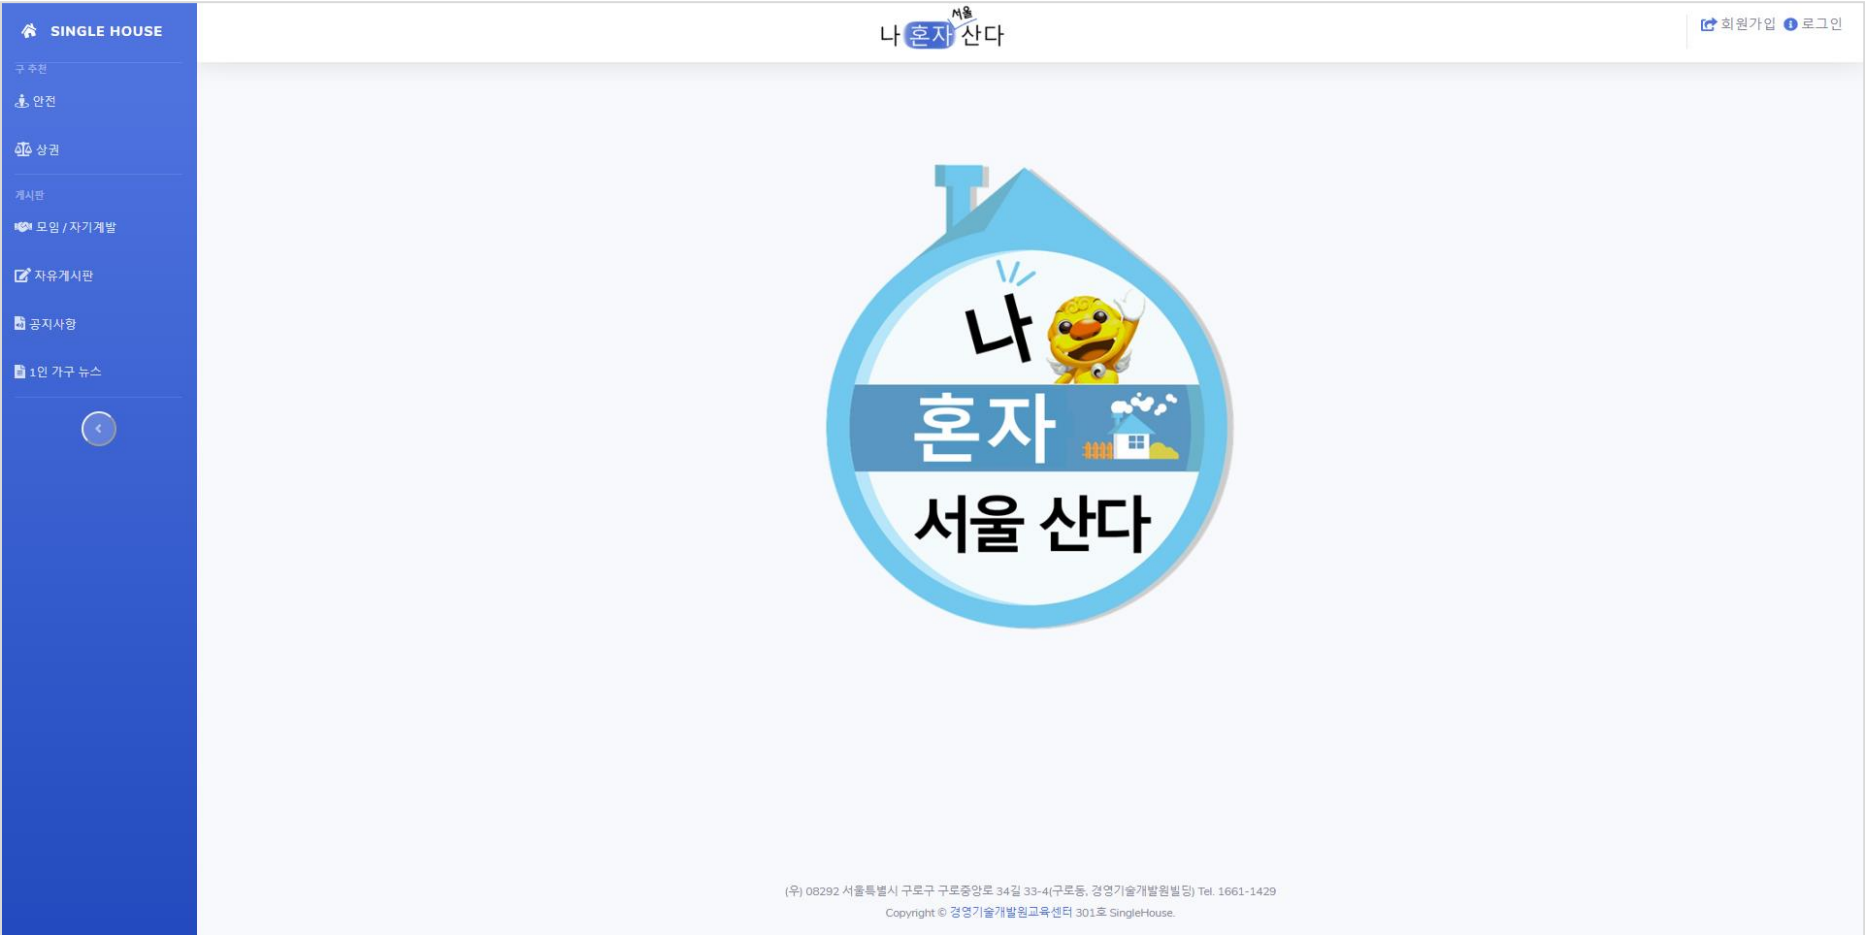 SINGLE HOUSE
구 추천
안전
상권
게시판
모임 / 자기계발
자유게시판
공지사항
1인 가구 뉴스
서울
나 혼자 산다
회원가입 로그인
나
혼자
서울 산다
(우) 08292 서울특별시 구로구 구로중앙로 34길 33-4(구로동, 경영기술개발원빌딩) Tel. 1661-1429
Copyright © 경영기술개발원교육센터 301호 SingleHouse.